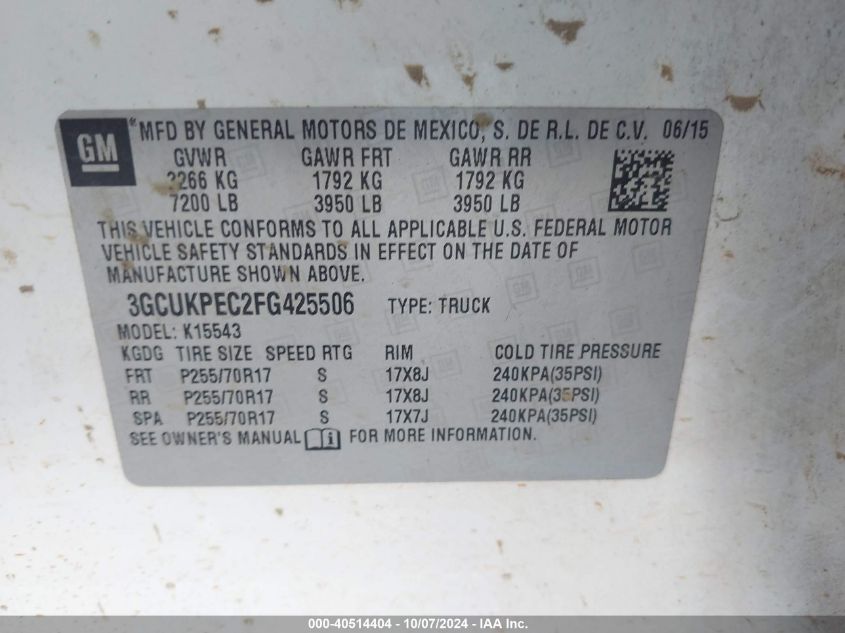 GM
® MFD BY GENERAL MOTORS DE MEXICO, S. DE R.L. DE C.V. 06/15
GVWR GAWR FRT GAWR RR
3266 KG 1792 KG 1792 KG
7200 LB 3950 LB 3950 LB
THIS VEHICLE CONFORMS TO ALL APPLICABLE U.S. FEDERAL MOTOR
VEHICLE SAFETY STANDARDS IN EFFECT ON THE DATE OF
MANUFACTURE SHOWN ABOVE.
3GCUKPEC2FG425506 TYPE: TRUCK
MODEL: K15543
KGDG TIRE SIZE SPEED RTG RIM COLD TIRE PRESSURE
FRT P255/70R17 S 17X8J 240KPA(35PSI)
RR P255/70R17 S 17X8J 240KPA(35PSI)
SPA P255/70R17 S 17X7J 240KPA(35PSI)
SEE OWNER'S MANUAL FOR MORE INFORMATION.
000-40514404 - 10/07/2024 - IAA Inc.